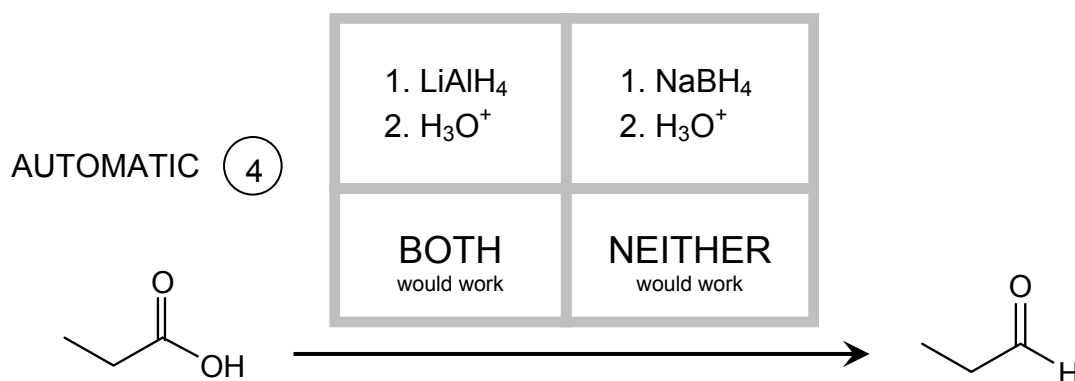 1. LiAlH₄
2. H₃O⁺
1. NaBH₄
2. H₃O⁺
AUTOMATIC 4
BOTH
would work
NEITHER
would work
O
OH
O
H